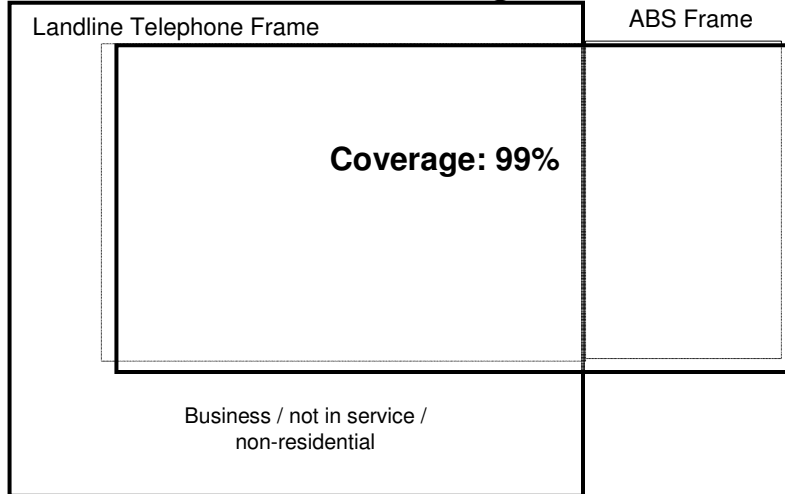 Landline Telephone Frame
ABS Frame
Coverage: 99%
Business / not in service /
non-residential